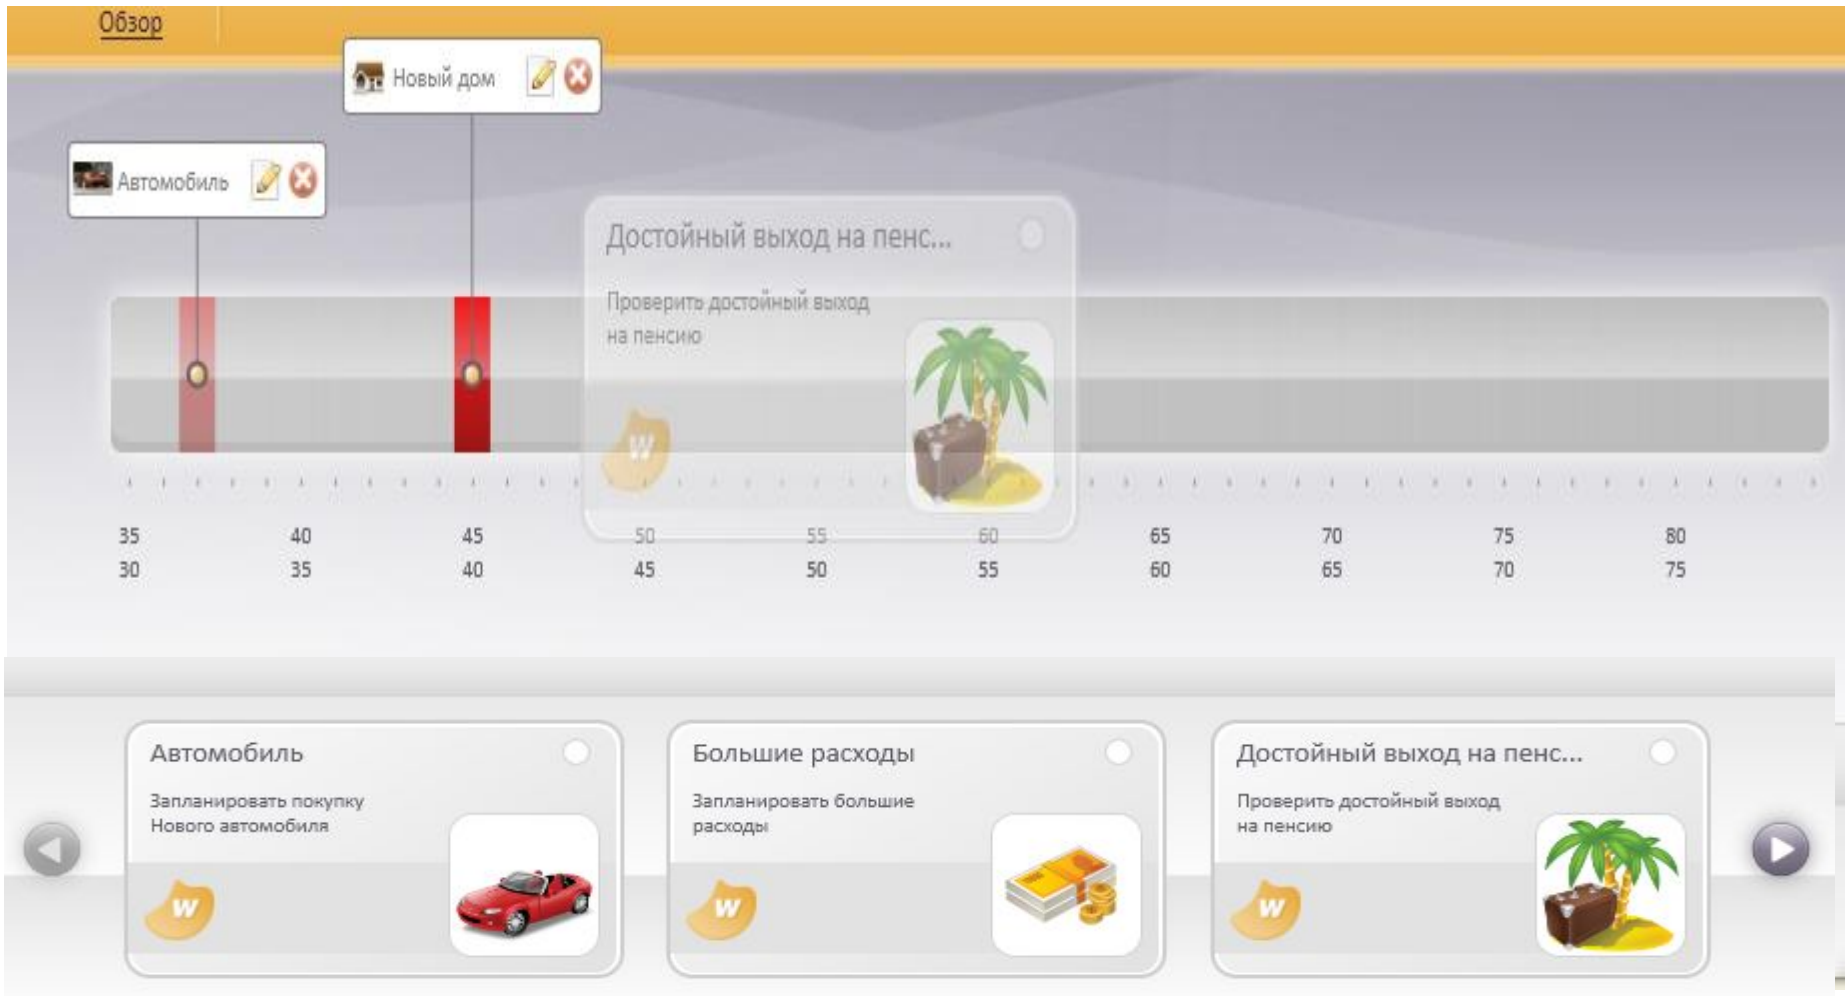 Обзор
Новый дом
Автомобиль
Достойный выход на пенс...
Проверить достойный выход
на пенсию
W
35 40 45 50 55 60 65 70 75 80
30 35 40 45 50 55 60 65 70 75
Автомобиль
Запланировать покупку
Нового автомобиля
W
Большие расходы
Запланировать большие
расходы
W
Достойный выход на пенс...
Проверить достойный выход
на пенсию
W